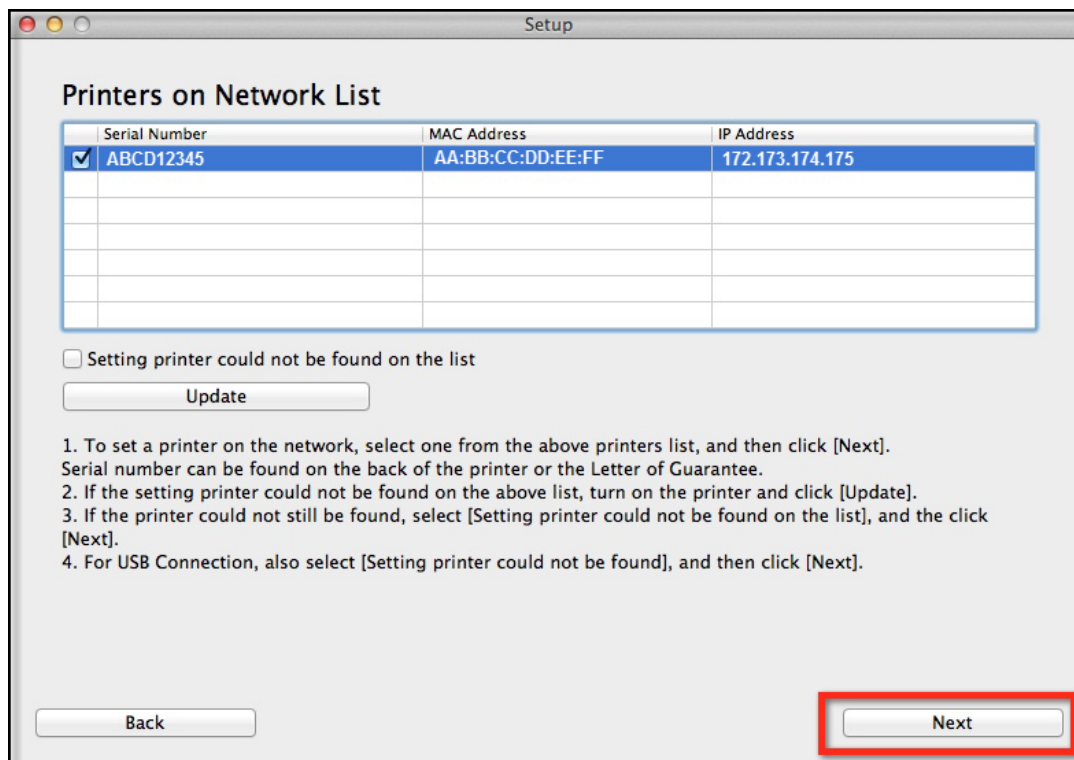 Setup
Printers on Network List
Serial Number MAC Address IP Address
ABCD12345 AA:BB:CC:DD:EE:FF 172.173.174.175
Setting printer could not be found on the list
Update
1. To set a printer on the network, select one from the above printers list, and then click [Next].
Serial number can be found on the back of the printer or the Letter of Guarantee.
2. If the setting printer could not be found on the above list, turn on the printer and click [Update].
3. If the printer could not still be found, select [Setting printer could not be found on the list], and the click
[Next].
4. For USB Connection, also select [Setting printer could not be found], and then click [Next].
Back Next